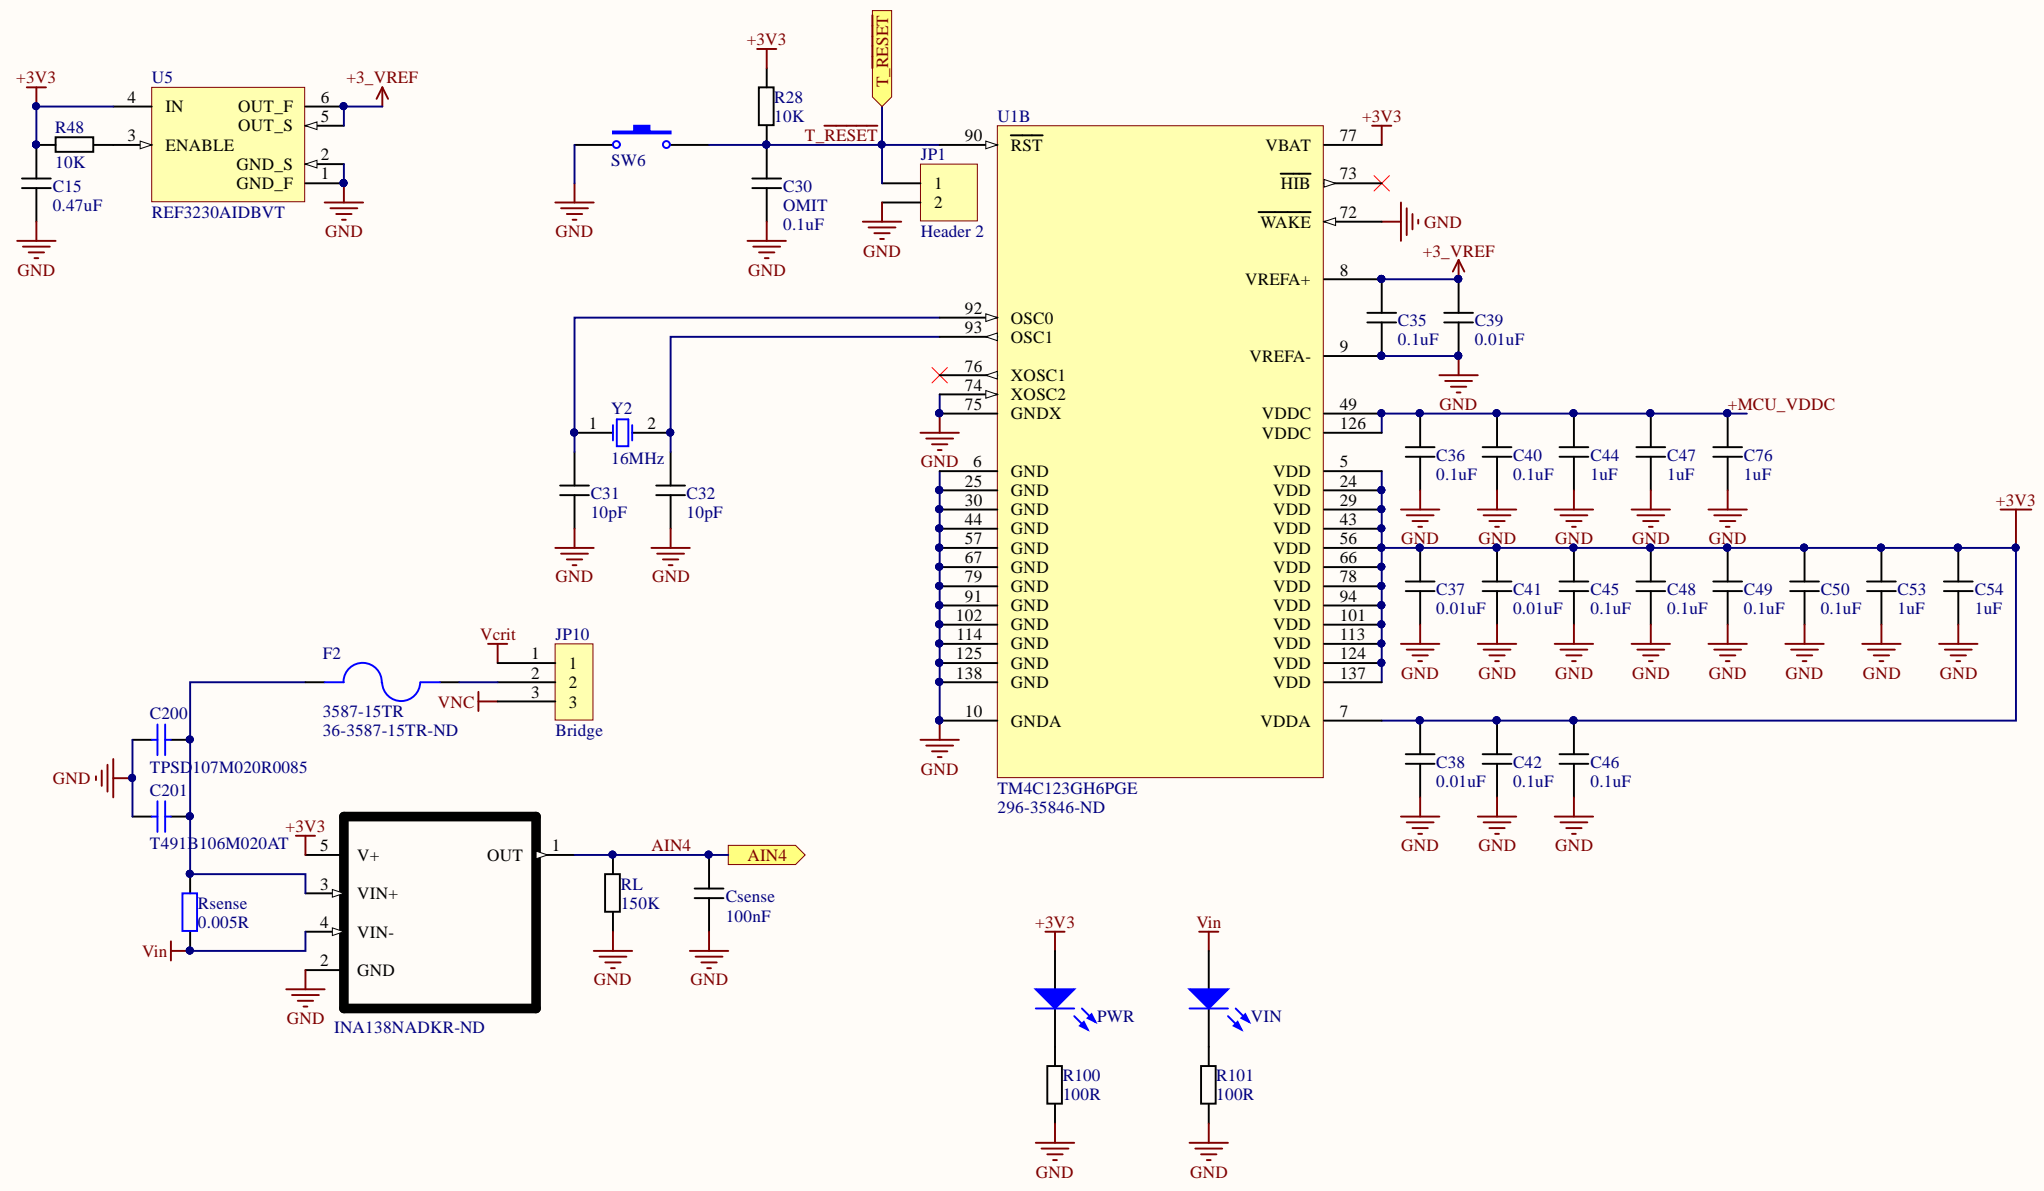 +3V3
U5
4
IN
R48
10K
3
ENABLE
C15
0.47uF
GND
OUT_F
6
OUT_S
5
GND_S
2
GND_F
1
+3_VREF
GND
REF3230AIDBVT
+3V3
R28
10K
T_RESET
T_RESET
SW6
GND
C30
OMIT
0.1uF
GND
JP1
1
2
Header 2
GND
U1B
90
RST
92
OSC0
93
OSC1
76
XOSC1
74
XOSC2
75
GNDX
GND
6
GND
25
GND
30
GND
44
GND
57
GND
67
GND
79
GND
91
GND
102
GND
114
GND
125
GND
138
GND
10
GNDA
GND
TM4C123GH6PGE
296-35846-ND
VBAT
77
+3V3
HIB
73
WAKE
72
GND
+3_VREF
VREFA+
8
C35
0.1uF
C39
0.01uF
VREFA-
9
GND
VDDC
49
VDDC
126
+MCU_VDDC
C36
0.1uF
C40
0.1uF
C44
1uF
C47
1uF
C76
1uF
GND
GND
GND
GND
GND
VDD
5
VDD
24
VDD
29
VDD
43
VDD
56
VDD
66
VDD
78
VDD
94
VDD
101
VDD
113
VDD
124
VDD
137
+3V3
C37
0.01uF
C41
0.01uF
C45
0.1uF
C48
0.1uF
C49
0.1uF
C50
0.1uF
C53
1uF
C54
1uF
GND
GND
GND
GND
GND
GND
GND
GND
VDDA
7
C38
0.01uF
C42
0.1uF
C46
0.1uF
GND
GND
GND
Y2
1
2
16MHz
C31
10pF
C32
10pF
GND
GND
Vcrit
JP10
1
1
2
2
VNC
3
3
Bridge
F2
3587-15TR
36-3587-15TR-ND
C200
TPSD107M020R0085
GND
C201
T491B106M020AT
+3V3
5
V+
3
VIN+
4
VIN-
2
GND
OUT
1
Rsense
0.005R
Vin
GND
INA138NADKR-ND
AIN4
AIN4
RL
150K
Csense
100nF
GND
GND
+3V3
PWR
R100
100R
GND
Vin
VIN
R101
100R
GND